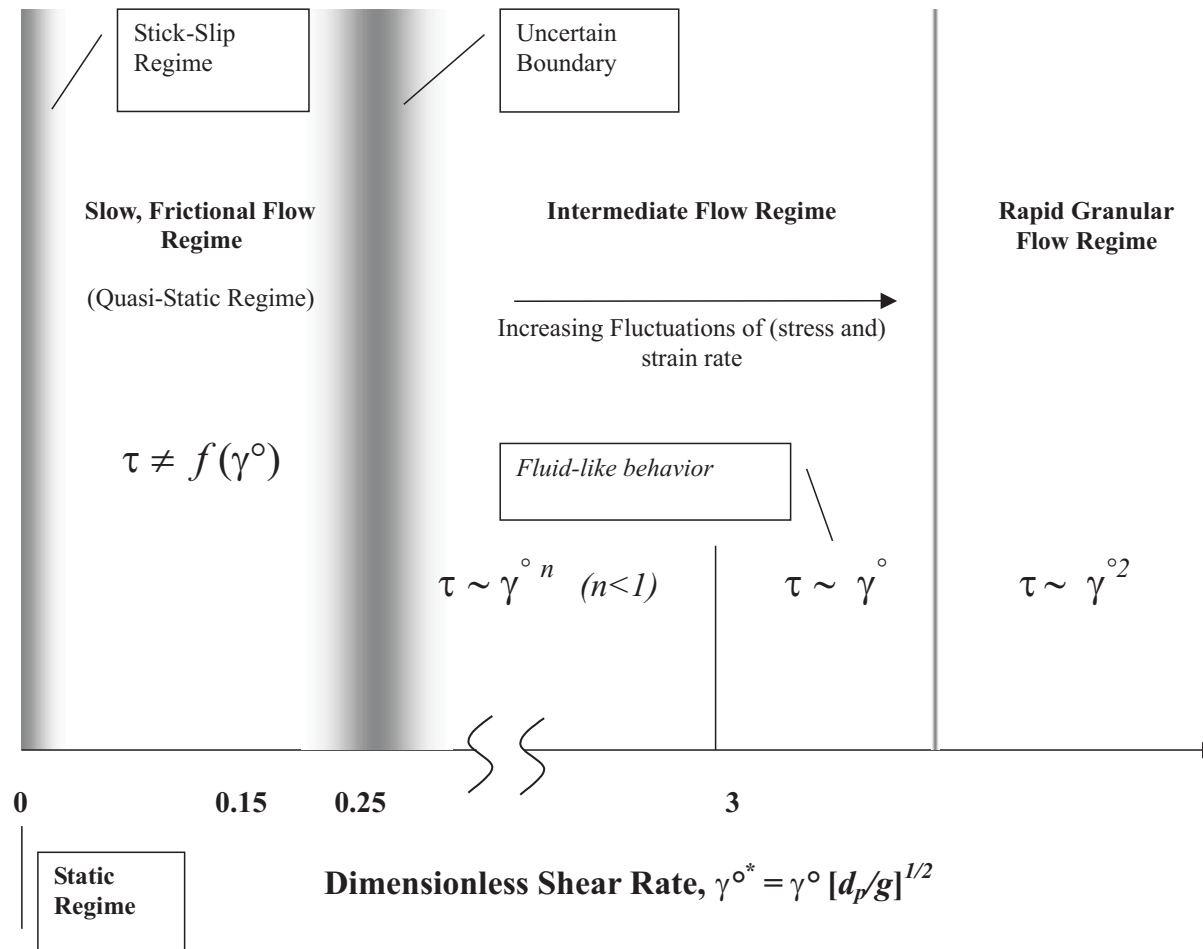 Stick-Slip
Regime
Uncertain
Boundary
Slow, Frictional Flow
Regime
(Quasi-Static Regime)
Intermediate Flow Regime
Rapid Granular
Flow Regime
Increasing Fluctuations of (stress and)
strain rate
τ ≠ f(γ°)
Fluid-like behavior
τ ~ γ° n (n<1)
τ ~ γ°
τ ~ γ°2
0 0.15 0.25 3
Static
Regime
Dimensionless Shear Rate, γ°* = γ° [dp/g]1/2